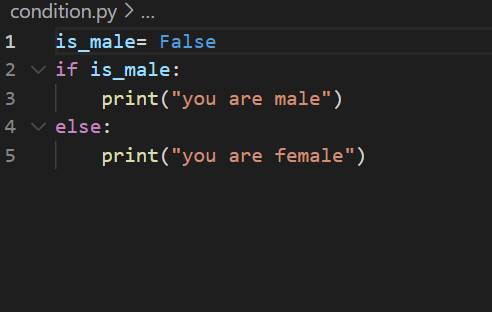 condition.py > ...
1 is_male= False
2 if is_male:
3     print("you are male")
4 else:
5     print("you are female")